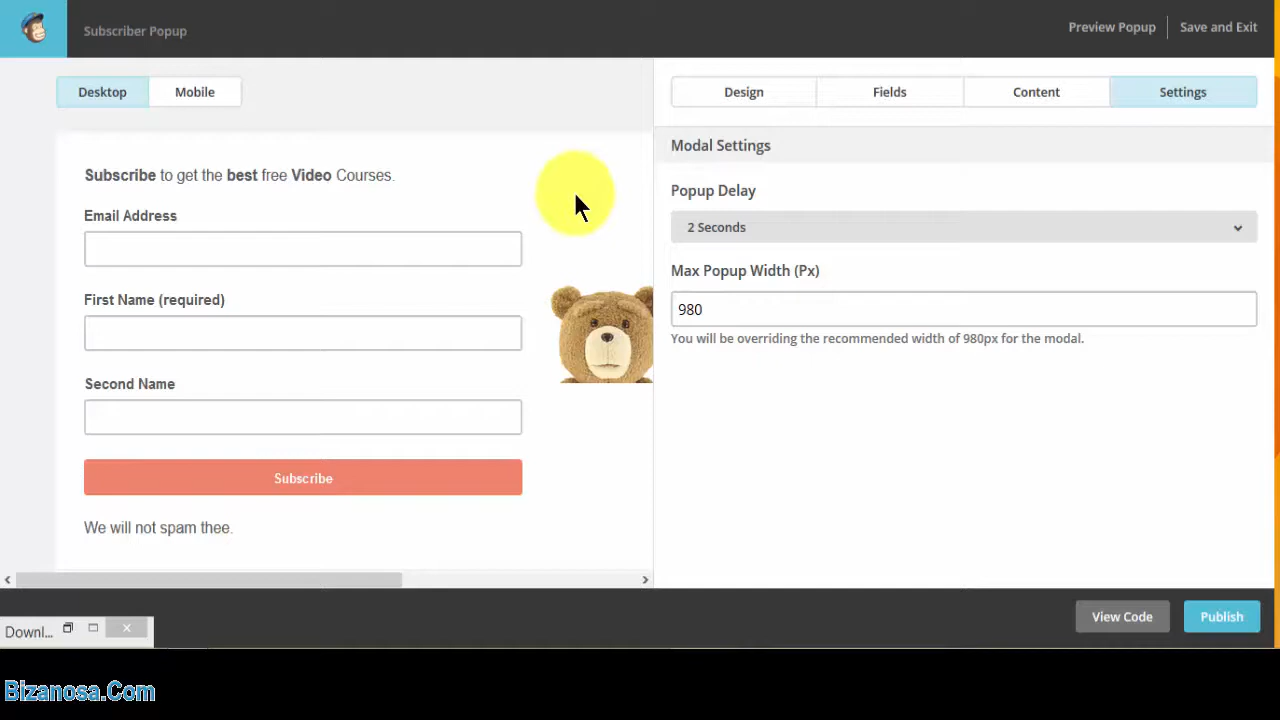 Subscriber Popup
Preview Popup
Save and Exit
Desktop
Mobile
Design
Fields
Content
Settings
Subscribe to get the best free Video Courses.
Email Address
First Name (required)
Second Name
Subscribe
We will not spam thee.
Modal Settings
Popup Delay
2 Seconds
Max Popup Width (Px)
980
You will be overriding the recommended width of 980px for the modal.
View Code
Publish
Downl...
Bizanosa.Com